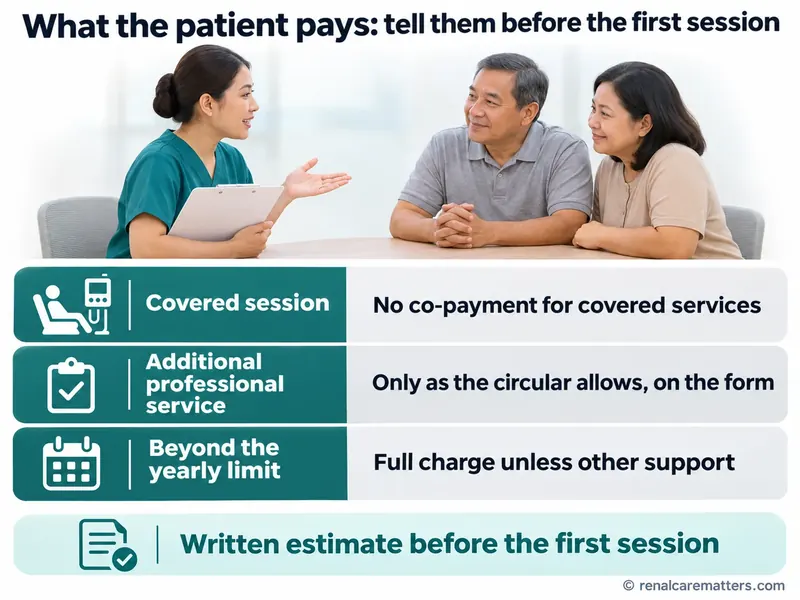 What the patient pays: tell them before the first session
Covered session
No co-payment for covered services
Additional
professional
service
Only as the circular allows, on the form
Beyond the
yearly limit
Full charge unless other support
Written estimate before the first session
© renalcarematters.com